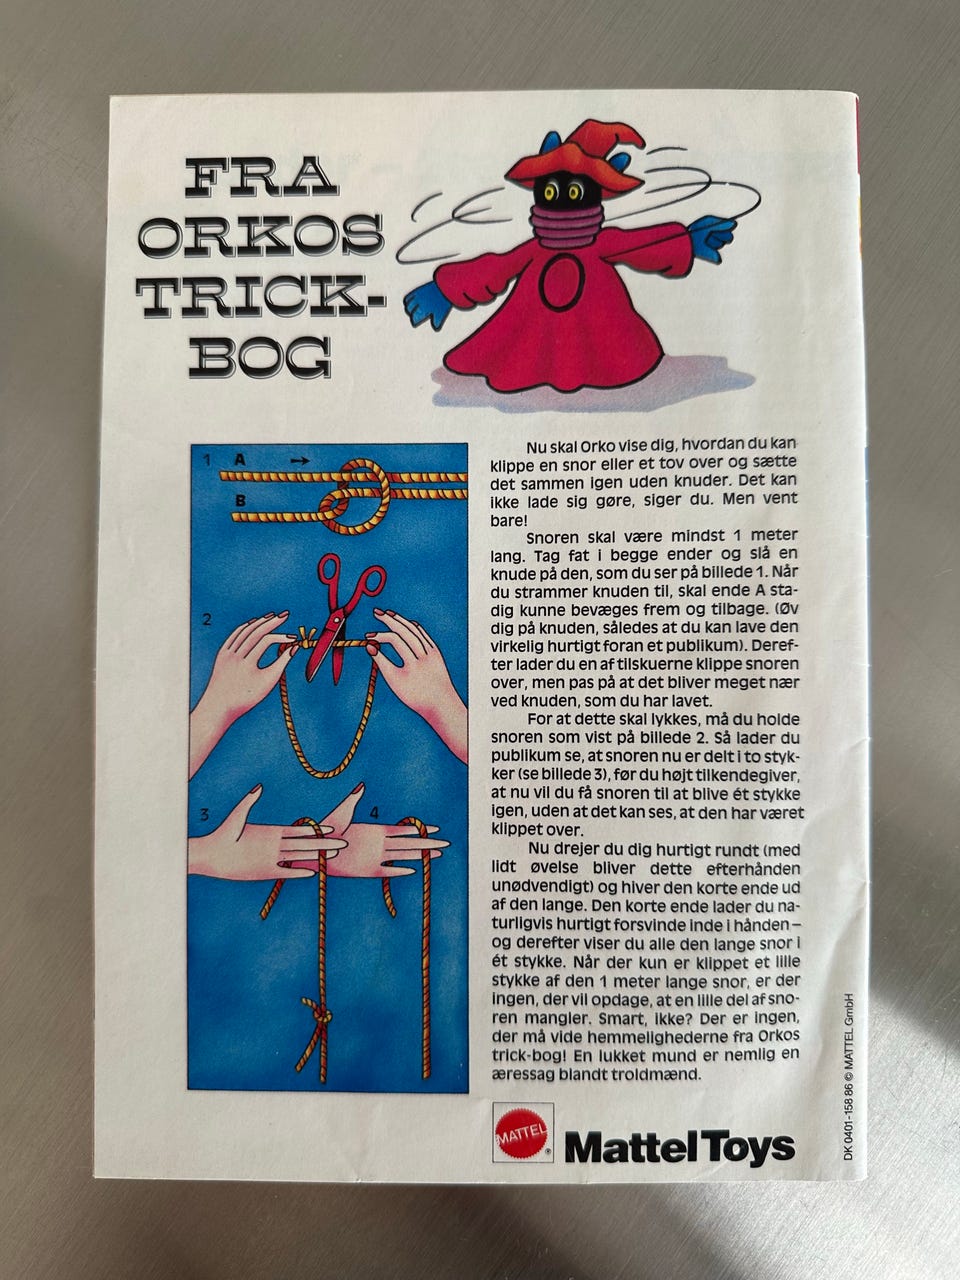 FRA
ORKOS
TRICK-
BOG
O
1 A
B
2
3
4
Nu skal Orko vise dig, hvordan du kan
klippe en snor eller et tov over og sætte
det sammen igen uden knuder. Det kan
ikke lade sig gøre, siger du. Men vent
bare!
Snoren skal være mindst 1 meter
lang. Tag fat i begge ender og slå en
knude på den, som du ser på billede 1. Når
du strammer knuden til, skal ende A sta-
dig kunne bevæges frem og tilbage. (Øv
dig på knuden, således at du kan lave den
virkelig hurtigt foran et publikum). Deref-
ter lader du en af tilskuerne klippe snoren
over, men pas på at det bliver meget nær
ved knuden, som du har lavet.
For at dette skal lykkes, må du holde
snoren som vist på billede 2. Så lader du
publikum se, at snoren nu er delt i to styk-
ker (se billede 3), før du højt tilkendegiver,
at nu vil du få snoren til at blive ét stykke
igen, uden at det kan ses, at den har været
klippet over.
Nu drejer du dig hurtigt rundt (med
lidt øvelse bliver dette efterhånden
unødvendigt) og hiver den korte ende ud
af den lange. Den korte ende lader du na-
turligvis hurtigt forsvinde inde i hånden –
og derefter viser du alle den lange snor i
ét stykke. Når der kun er klippet et lille
stykke af den 1 meter lange snor, er der
ingen, der vil opdage, at en lille del af sno-
ren mangler. Smart, ikke? Der er ingen,
der må vide hemmelighederne fra Orkos
trick-bog! En lukket mund er nemlig en
æressag blandt troldmænd.
MATTEL ®
Mattel Toys
DK 0401-158 86 © MATTEL GmbH